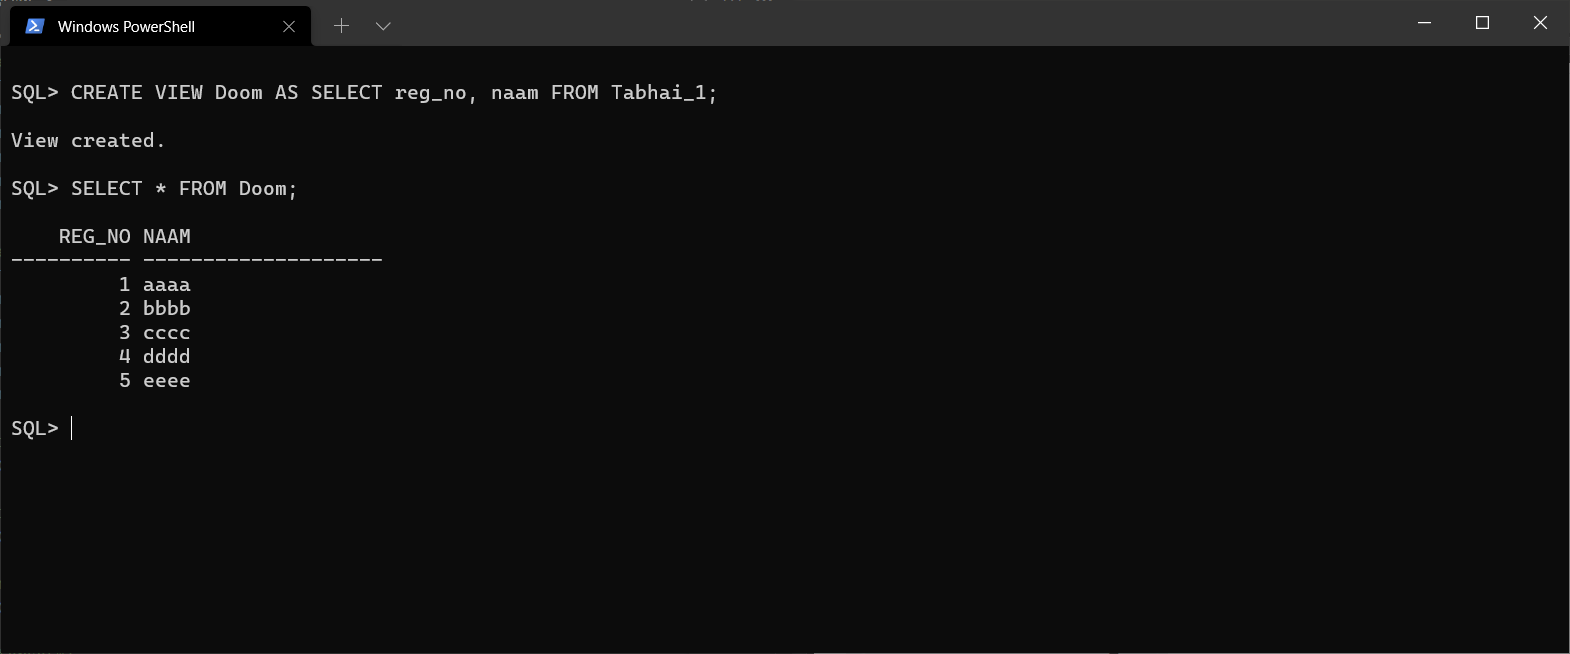 Windows PowerShell
SQL> CREATE VIEW Doom AS SELECT reg_no, naam FROM Tabhai_1;
View created.
SQL> SELECT * FROM Doom;
    REG_NO NAAM
---------- --------------------
         1 aaaa
         2 bbbb
         3 cccc
         4 dddd
         5 eeee
SQL>